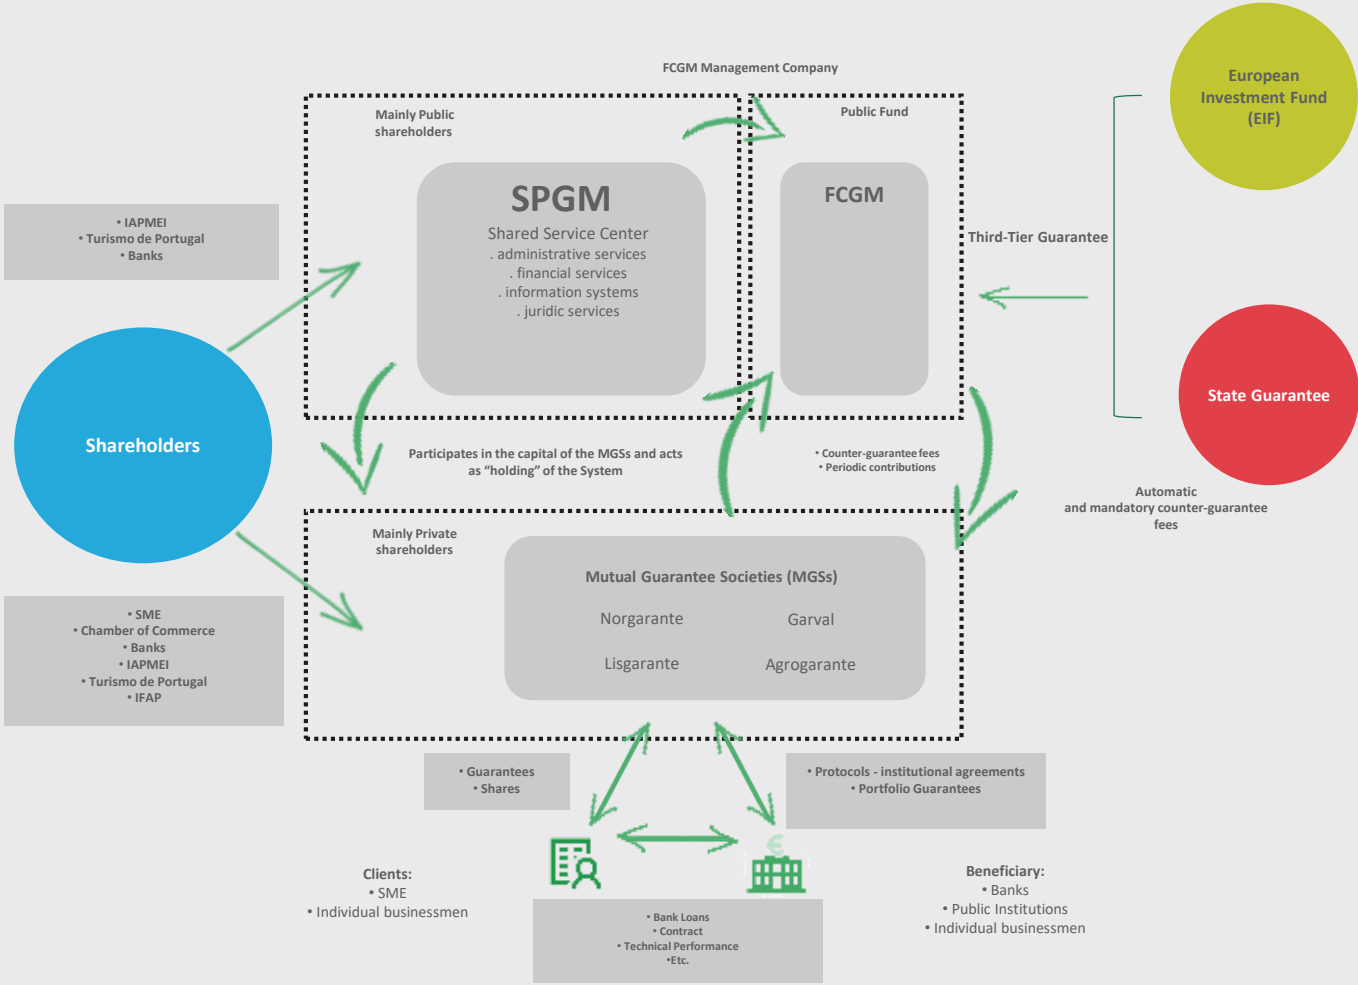 FCGM Management Company
European
Investment Fund
(EIF)
Mainly Public
shareholders
Public Fund
SPGM
Shared Service Center
. administrative services
. financial services
. information systems
. juridic services
FCGM
• IAPMEI
• Turismo de Portugal
• Banks
Third-Tier Guarantee
Shareholders
State Guarantee
Participates in the capital of the MGSs and acts
as “holding” of the System
• Counter-guarantee fees
• Periodic contributions
Automatic
and mandatory counter-guarantee
fees
Mainly Private
shareholders
Mutual Guarantee Societies (MGSs)
Norgarante
Garval
Lisgarante
Agrogarante
• SME
• Chamber of Commerce
• Banks
• IAPMEI
• Turismo de Portugal
• IFAP
• Guarantees
• Shares
• Protocols - institutional agreements
• Portfolio Guarantees
€
Clients:
• SME
• Individual businessmen
Beneficiary:
• Banks
• Public Institutions
• Individual businessmen
• Bank Loans
• Contract
• Technical Performance
•Etc.